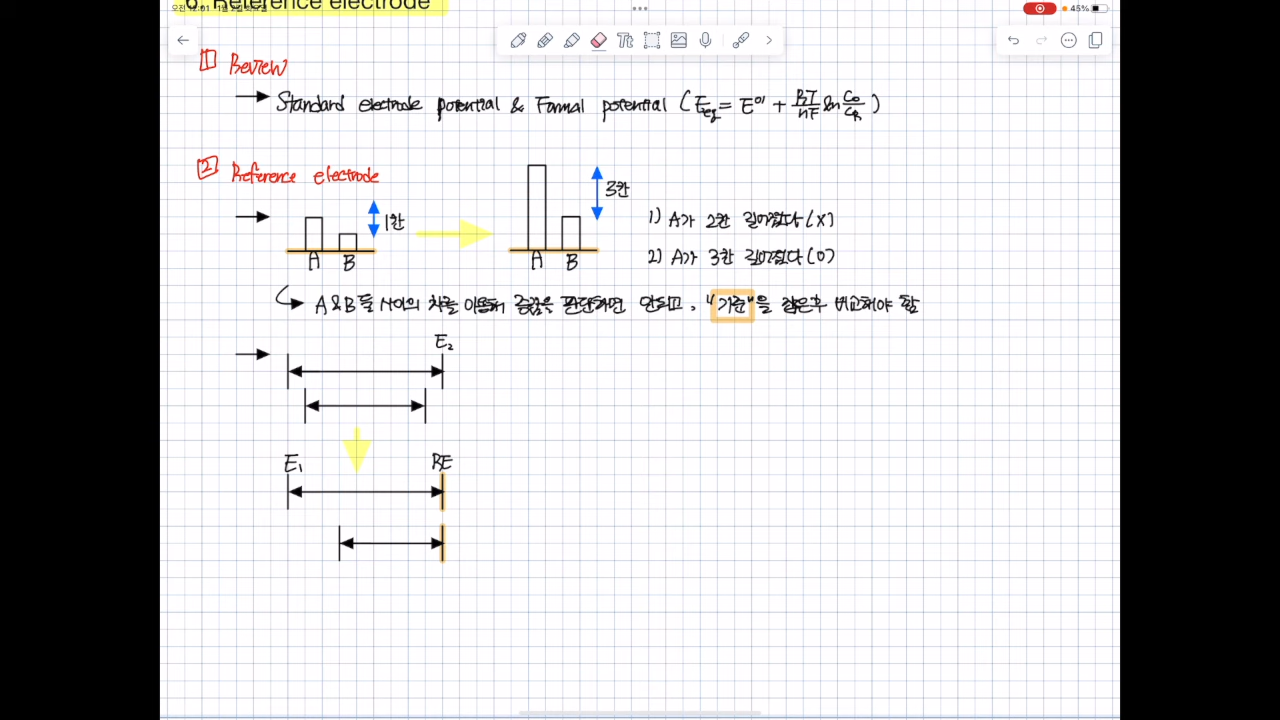 6. Reference electrode
45%
1 Review
→ Standard electrode potential & Formal potential (Eeq = E0' + RT/nF ln Co/CR)
2 Reference electrode
→ 1칸 3칸
A B A B
1) A가 2칸 길어졌다 (X)
2) A가 3칸 길어졌다 (O)
A & B 둘 사이의 차를 이용해 증감을 판단하면 안되고, "기준"을 잡은후 비교해야 함
→ E2
E1 RE